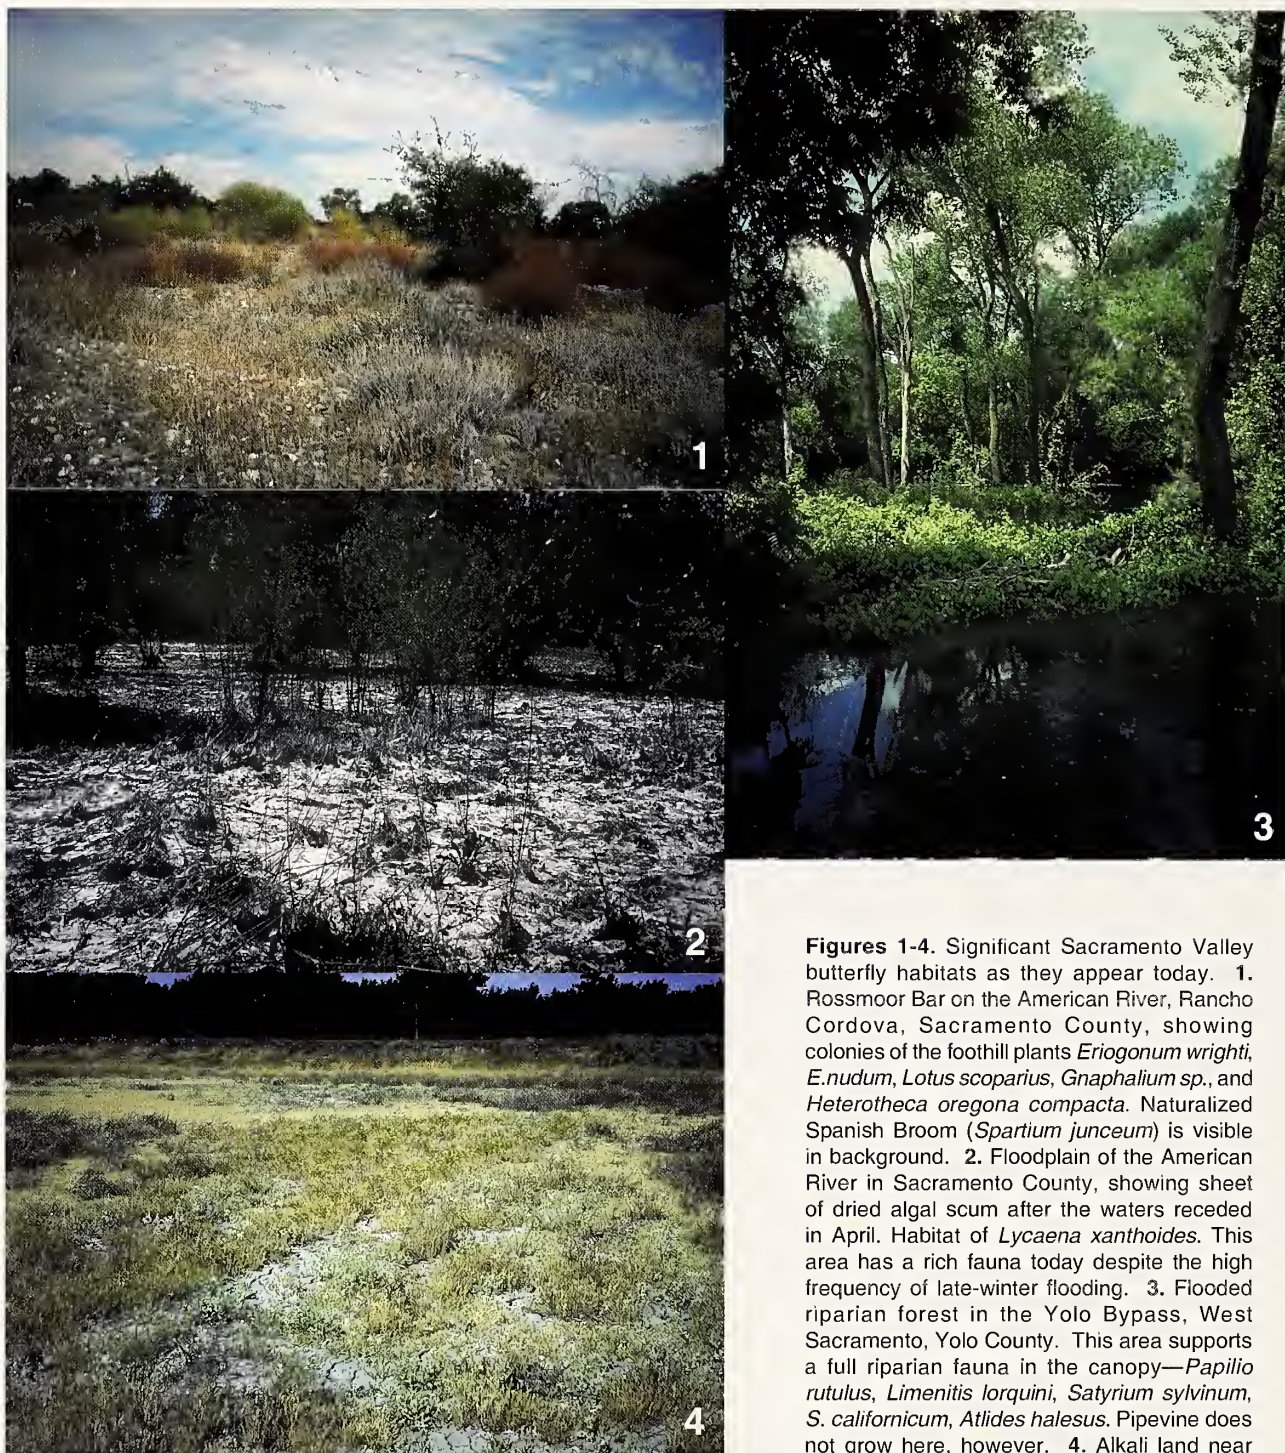 1
2
3
4
Figures 1-4. Significant Sacramento Valley
butterfly habitats as they appear today. 1.
Rossmoor Bar on the American River, Rancho
Cordova, Sacramento County, showing
colonies of the foothill plants Eriogonum wrighti,
E.nudum, Lotus scoparius, Gnaphalium sp., and
Heterotheca oregona compacta. Naturalized
Spanish Broom (Spartium junceum) is visible
in background. 2. Floodplain of the American
River in Sacramento County, showing sheet
of dried algal scum after the waters receded
in April. Habitat of Lycaena xanthoides. This
area has a rich fauna today despite the high
frequency of late-winter flooding. 3. Flooded
riparian forest in the Yolo Bypass, West
Sacramento, Yolo County. This area supports
a full riparian fauna in the canopy—Papilio
rutulus, Limenitis lorquini, Satyrium sylvinum,
S. californicum, Atlides halesus. Pipevine does
not grow here, however. 4. Alkali land near